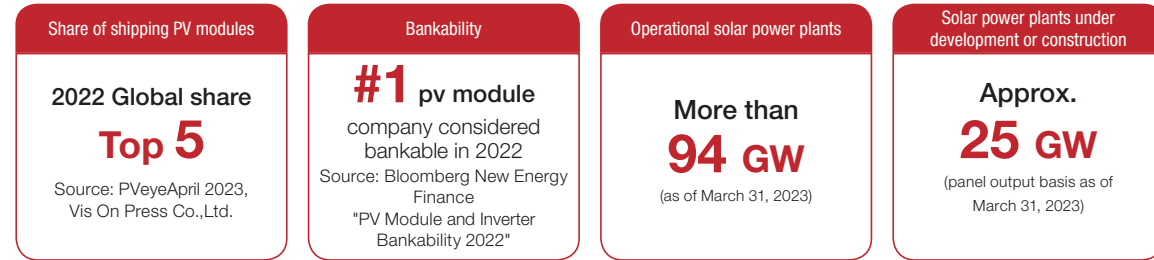 Share of shipping PV modules
2022 Global share
Top 5
Source: PVeyeApril 2023,
Vis On Press Co.,Ltd.
Bankability
#1 pv module
company considered
bankable in 2022
Source: Bloomberg New Energy
Finance
"PV Module and Inverter
Bankability 2022"
Operational solar power plants
More than
94 GW
(as of March 31, 2023)
Solar power plants under
development or construction
Approx.
25 GW
(panel output basis as of
March 31, 2023)